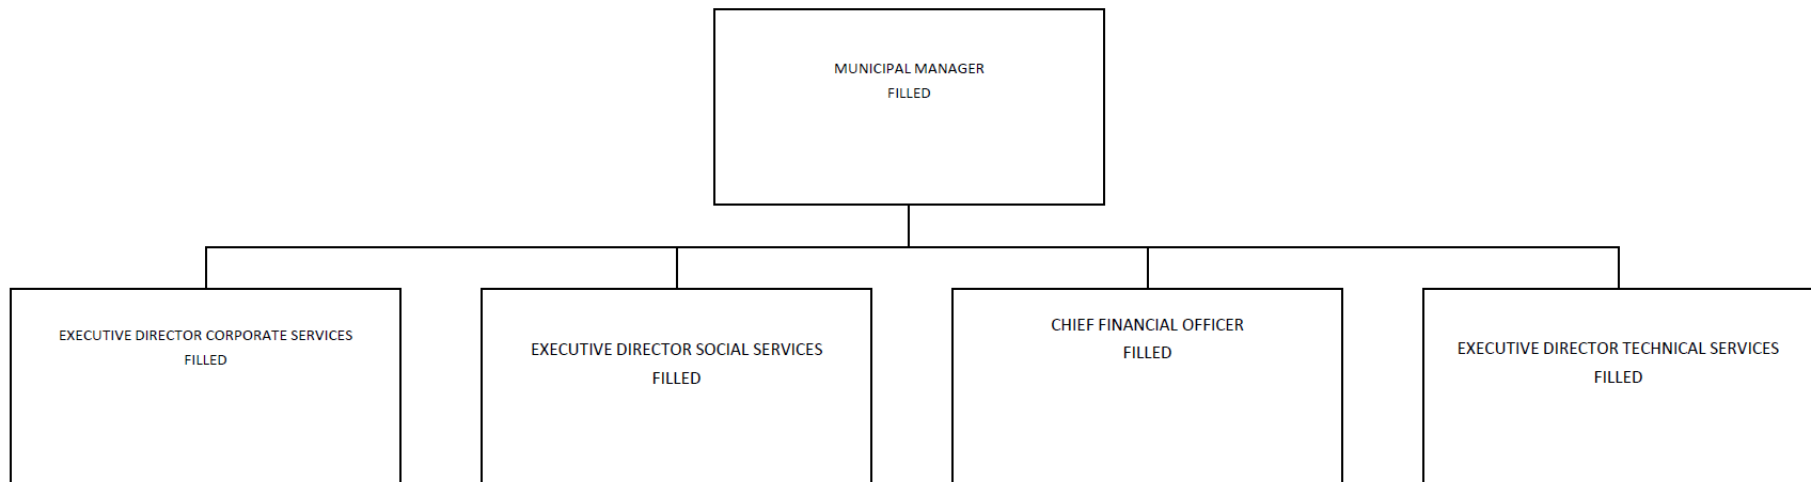 MUNICIPAL MANAGER
FILLED
EXECUTIVE DIRECTOR CORPORATE SERVICES
FILLED
EXECUTIVE DIRECTOR SOCIAL SERVICES
FILLED
CHIEF FINANCIAL OFFICER
FILLED
EXECUTIVE DIRECTOR TECHNICAL SERVICES
FILLED